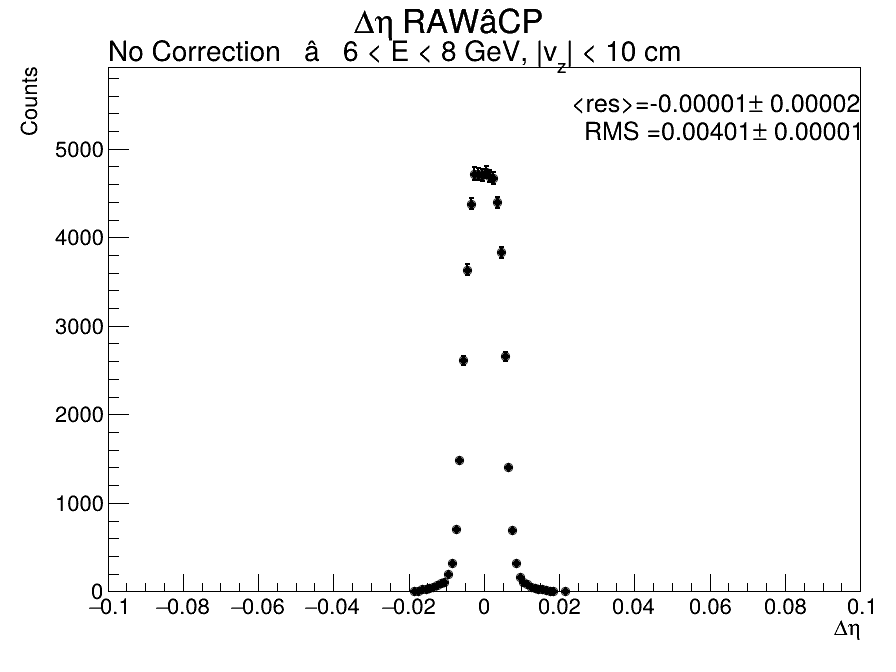 Δη RAWâCP
No Correction â 6 < E < 8 GeV, |v_z| < 10 cm
Counts
<res>=-0.00001± 0.00002
RMS =0.00401± 0.00001
5000
4000
3000
2000
1000
0
−0.1 −0.08 −0.06 −0.04 −0.02 0 0.02 0.04 0.06 0.08 0.1
Δη